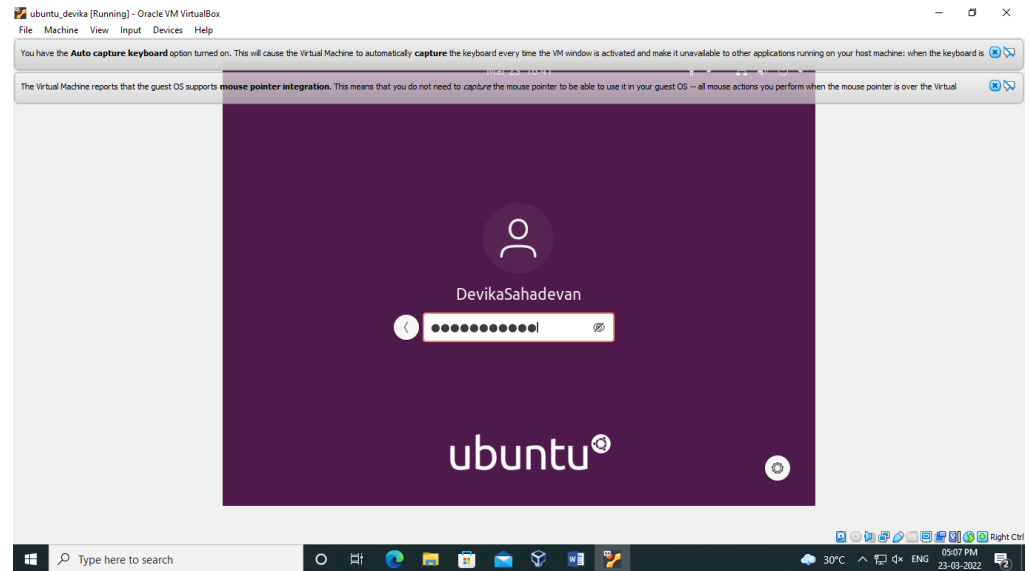 ubuntu_devika [Running] - Oracle VM VirtualBox
File Machine View Input Devices Help
You have the Auto capture keyboard option turned on. This will cause the Virtual Machine to automatically capture the keyboard every time the VM window is activated and make it unavailable to other applications running on your host machine: when the keyboard is
The Virtual Machine reports that the guest OS supports mouse pointer integration. This means that you do not need to capture the mouse pointer to be able to use it in your guest OS -- all mouse actions you perform when the mouse pointer is over the Virtual
DevikaSahadevan
ubuntu
Right Ctrl
Type here to search
W
30°C
ENG
05:07 PM
23-03-2022
2